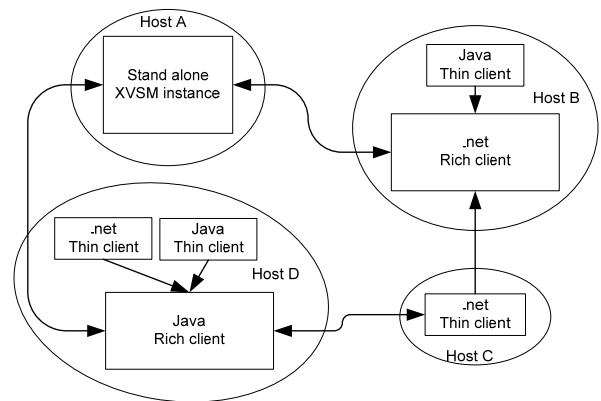 Host A
Stand alone
XVSM instance
Java
Thin client
Host B
.net
Rich client
.net
Thin client
Java
Thin client
Host D
Java
Rich client
.net
Thin client
Host C